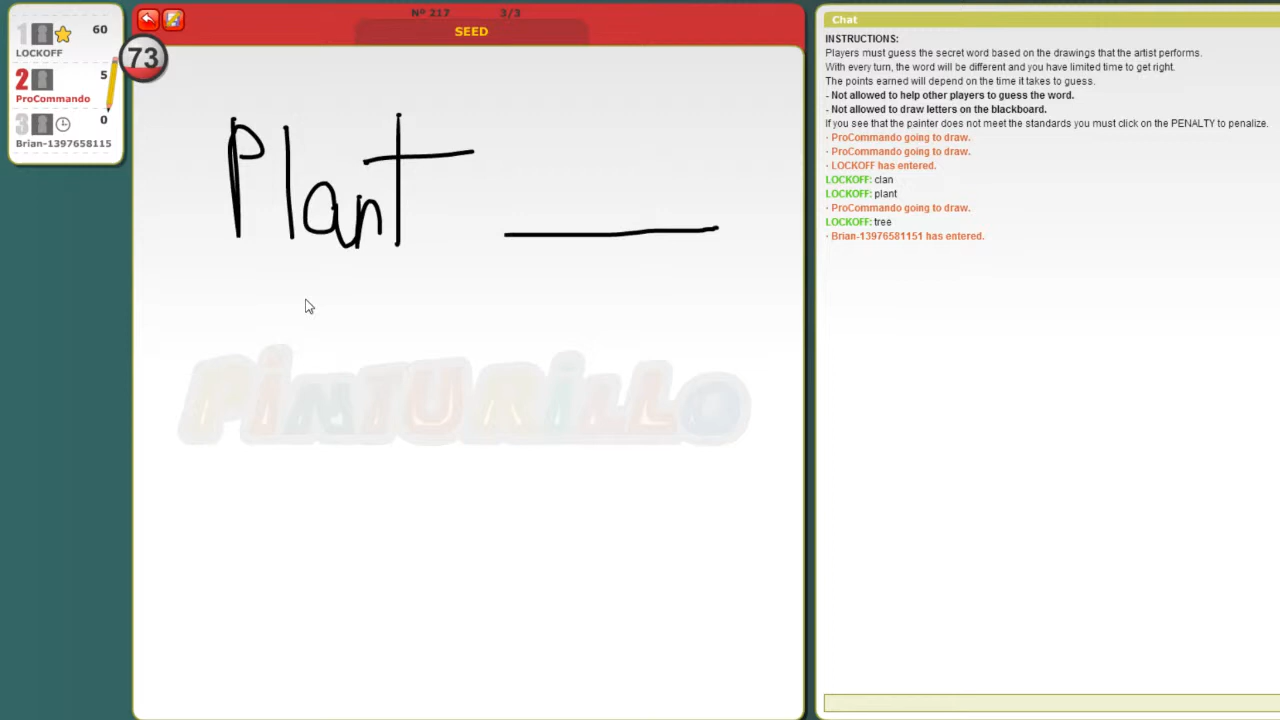 Nº 217 3/3
SEED
1 60
LOCKOFF
73
2 5
ProCommando
3 0
Brian-1397658115
Plant ______
PINTURILLO
Chat
INSTRUCTIONS:
Players must guess the secret word based on the drawings that the artist performs.
With every turn, the word will be different and you have limited time to get right.
The points earned will depend on the time it takes to guess.
- Not allowed to help other players to guess the word.
- Not allowed to draw letters on the blackboard.
If you see that the painter does not meet the standards you must click on the PENALTY to penalize.
· ProCommando going to draw.
· ProCommando going to draw.
· LOCKOFF has entered.
LOCKOFF: clan
LOCKOFF: plant
· ProCommando going to draw.
LOCKOFF: tree
· Brian-13976581151 has entered.